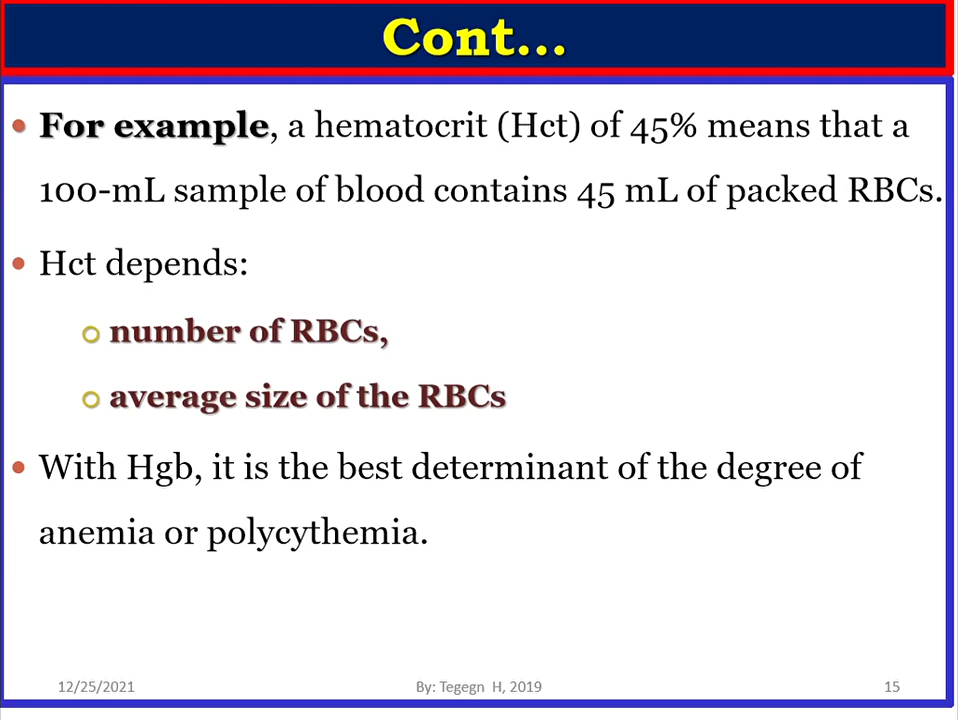 Cont...
• For example, a hematocrit (Hct) of 45% means that a
100-mL sample of blood contains 45 mL of packed RBCs.
• Hct depends:
number of RBCs,
average size of the RBCs
• With Hgb, it is the best determinant of the degree of
anemia or polycythemia.
12/25/2021 By: Tegegn H, 2019 15